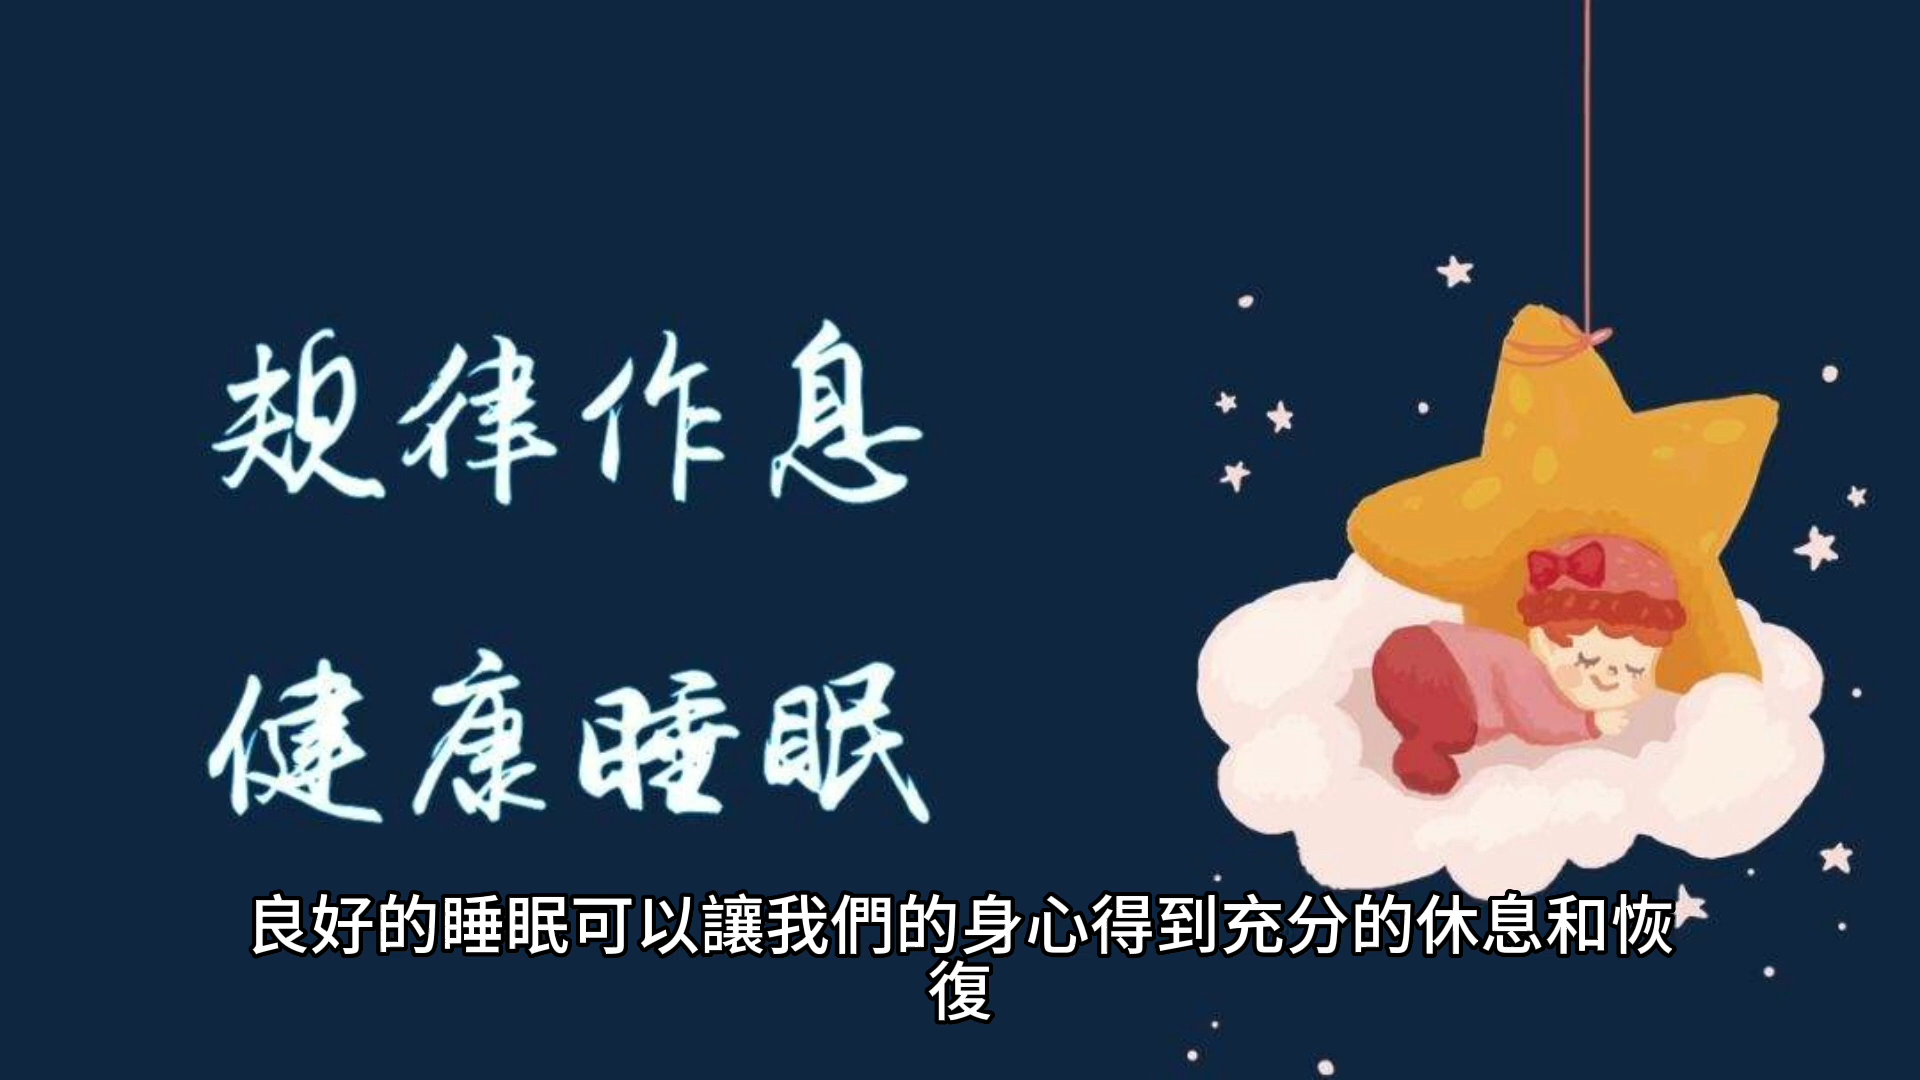 规律作息
健康睡眠
良好的睡眠可以讓我們的身心得到充分的休息和恢
復